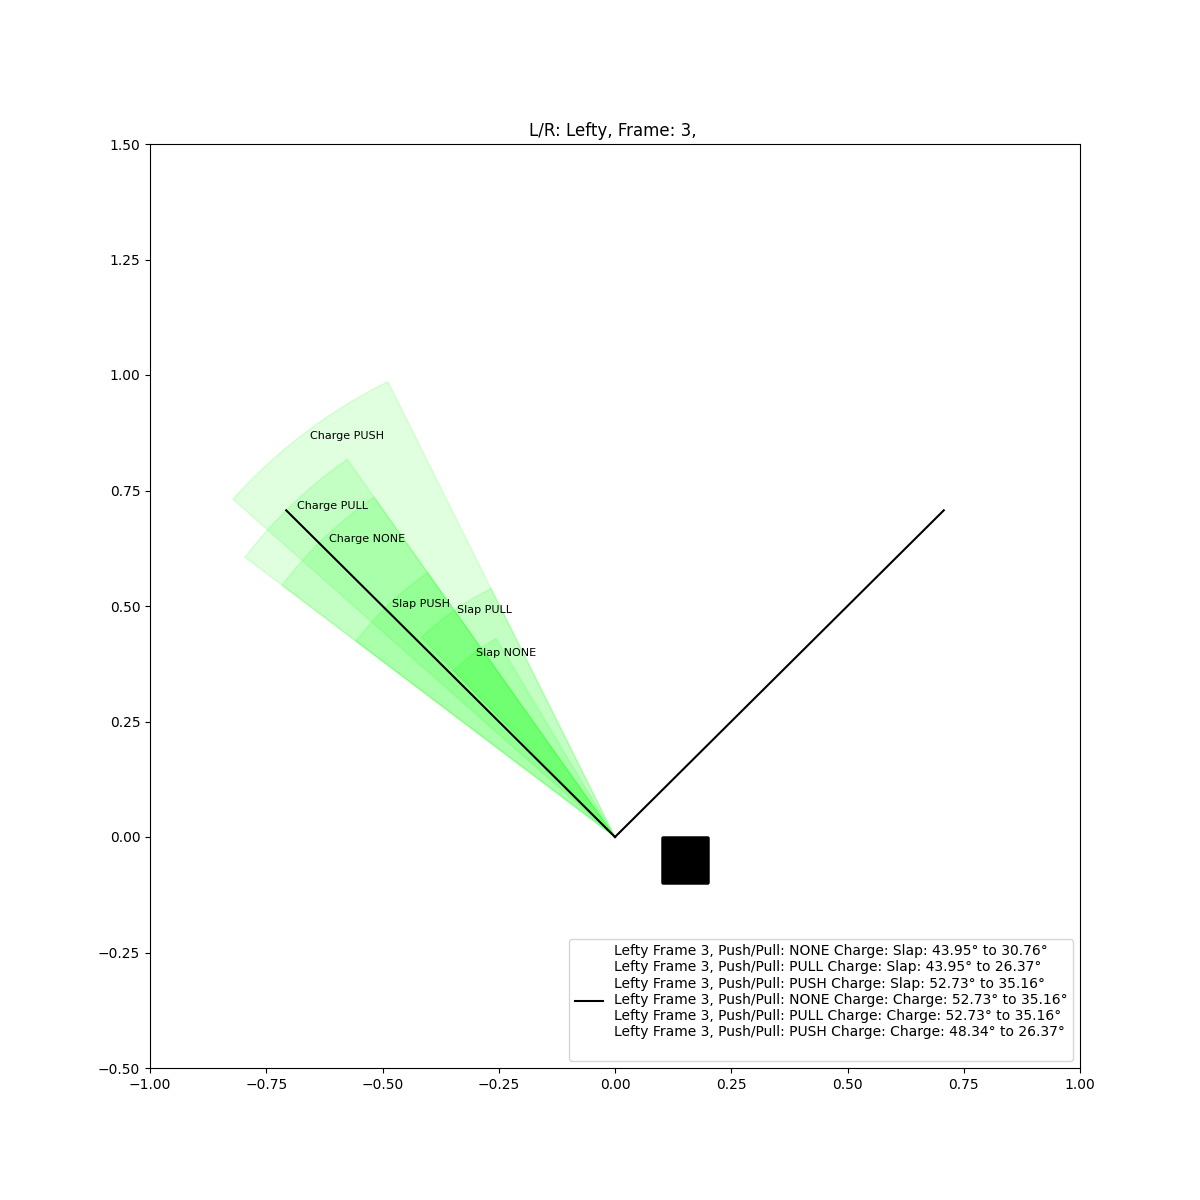 L/R: Lefty, Frame: 3,
1.50
1.25
1.00
0.75
0.50
0.25
0.00
−0.25
−0.50
Charge PUSH
Charge PULL
Charge NONE
Slap PUSH
Slap PULL
Slap NONE
Lefty Frame 3, Push/Pull: NONE Charge: Slap: 43.95° to 30.76°
Lefty Frame 3, Push/Pull: PULL Charge: Slap: 43.95° to 26.37°
Lefty Frame 3, Push/Pull: PUSH Charge: Slap: 52.73° to 35.16°
Lefty Frame 3, Push/Pull: NONE Charge: Charge: 52.73° to 35.16°
Lefty Frame 3, Push/Pull: PULL Charge: Charge: 52.73° to 35.16°
Lefty Frame 3, Push/Pull: PUSH Charge: Charge: 48.34° to 26.37°
−1.00 −0.75 −0.50 −0.25 0.00 0.25 0.50 0.75 1.00